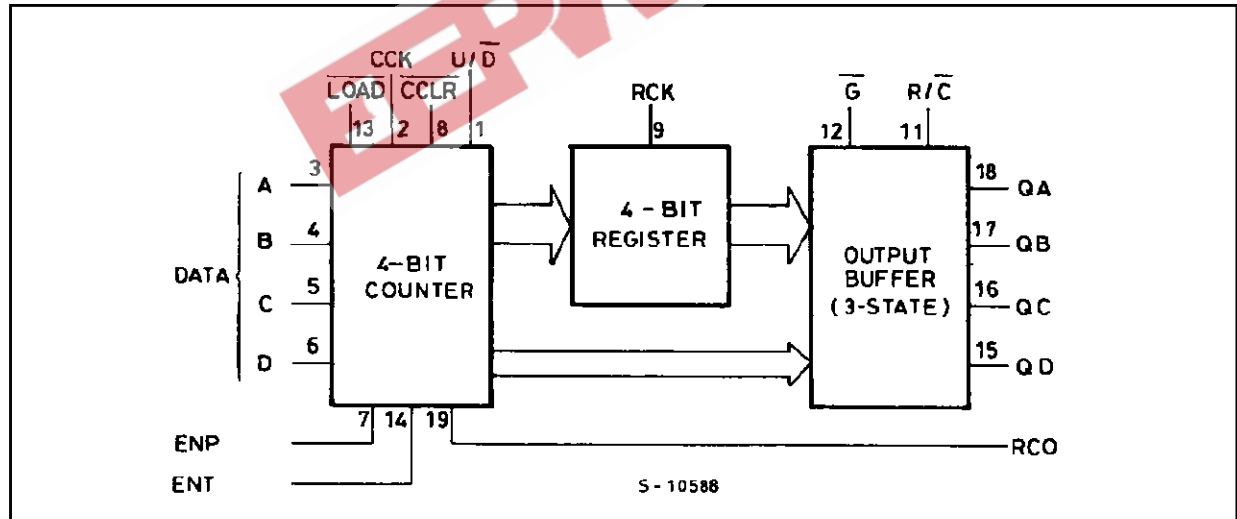 CCK U/D̅
L̅O̅A̅D̅ C̅C̅L̅R̅ RCK G̅ R/C̅
13 2 8 1 9 12 11
A 3 18 QA
B 4 4-BIT COUNTER 4 - BIT REGISTER OUTPUT BUFFER (3-STATE) 17 QB
DATA
C 5 16 QC
D 6 15 QD
7 14 19
ENP RCO
ENT S-10588